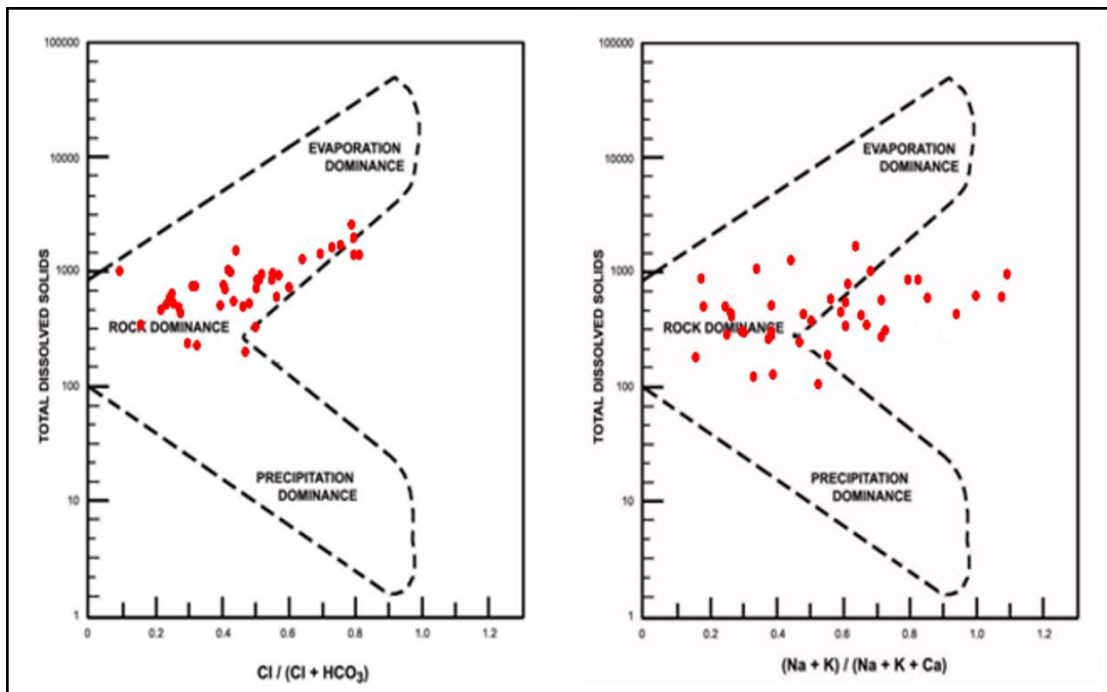 100000
10000
1000
100
10
1
TOTAL DISSOLVED SOLIDS
EVAPORATION
DOMINANCE
ROCK DOMINANCE
PRECIPITATION
DOMINANCE
0
0.2
0.4
0.6
0.8
1.0
1.2
Cl / (Cl + HCO₃)
100000
10000
1000
100
10
1
TOTAL DISSOLVED SOLIDS
EVAPORATION
DOMINANCE
ROCK DOMINANCE
PRECIPITATION
DOMINANCE
0
0.2
0.4
0.6
0.8
1.0
1.2
(Na + K) / (Na + K + Ca)